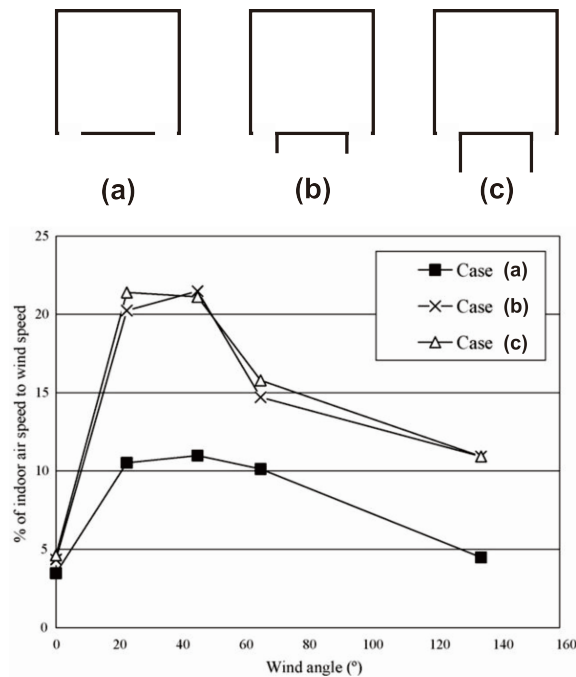 (a) (b) (c)
25
20
15
10
5
0
% of indoor air speed to wind speed
Case (a)
Case (b)
Case (c)
0 20 40 60 80 100 120 140 160
Wind angle (º)